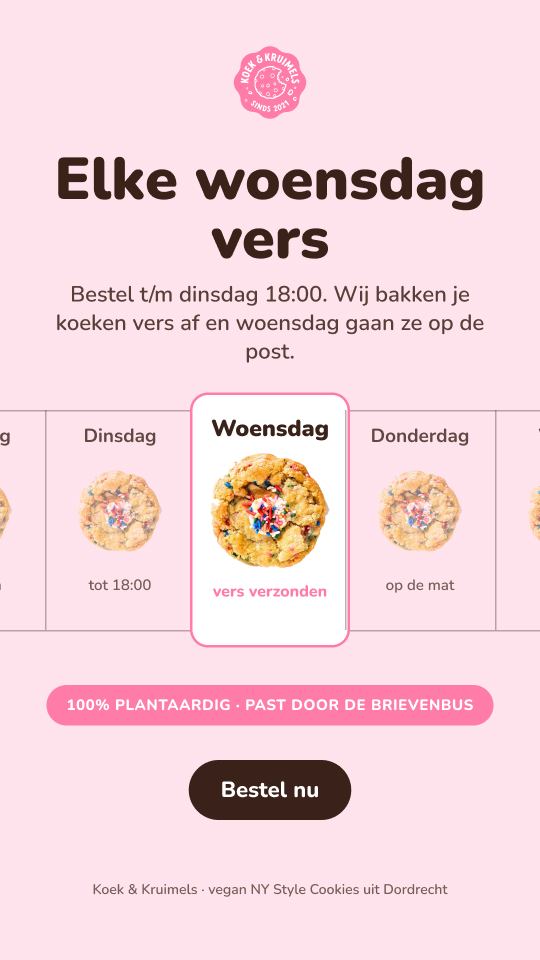 KOEK & KRUIMELS
SINDS 2021
Elke woensdag
vers
Bestel t/m dinsdag 18:00. Wij bakken je
koeken vers af en woensdag gaan ze op de
post.
g
Dinsdag
Woensdag
Donderdag
tot 18:00
vers verzonden
op de mat
100% PLANTAARDIG · PAST DOOR DE BRIEVENBUS
Bestel nu
Koek & Kruimels · vegan NY Style Cookies uit Dordrecht